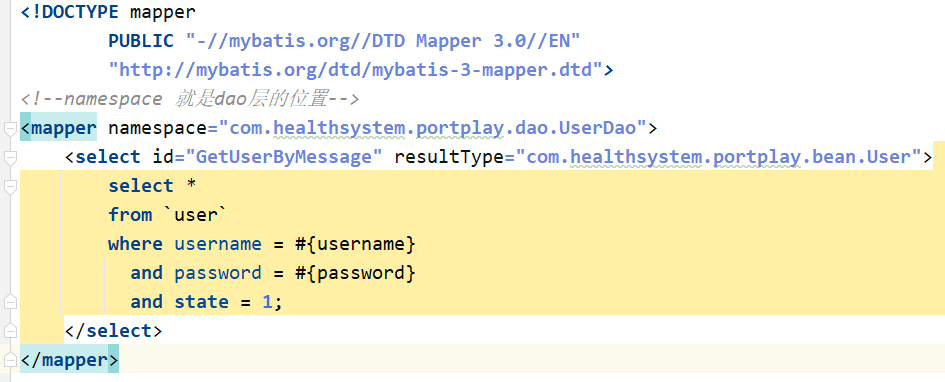 <!DOCTYPE mapper
PUBLIC "-//mybatis.org//DTD Mapper 3.0//EN"
"http://mybatis.org/dtd/mybatis-3-mapper.dtd">
<!--namespace 就是dao层的位置-->
<mapper namespace="com.healthsystem.portplay.dao.UserDao">
<select id="GetUserByMessage" resultType="com.healthsystem.portplay.bean.User">
select *
from `user`
where username = #{username}
and password = #{password}
and state = 1;
</select>
</mapper>